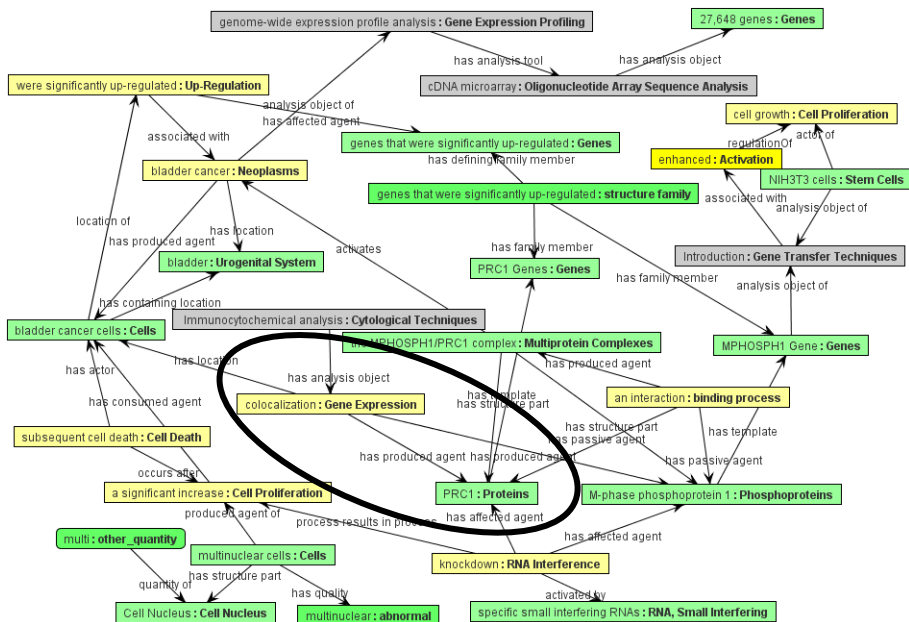 genome-wide expression profile analysis : Gene Expression Profiling
27,648 genes : Genes
has analysis tool
has analysis object
were significantly up-regulated : Up-Regulation
cDNA microarray : Oligonucleotide Array Sequence Analysis
analysis object of
has affected agent
cell growth : Cell Proliferation
associated with
genes that were significantly up-regulated : Genes
actor of
regulationOf
has defining family member
enhanced : Activation
bladder cancer : Neoplasms
NIH3T3 cells : Stem Cells
genes that were significantly up-regulated : structure family
associated with
analysis object of
location of
has location
has produced agent
activates
has family member
Introduction : Gene Transfer Techniques
bladder : Urogenital System
PRC1 Genes : Genes
has family member
analysis object of
has containing location
Immunocytochemical analysis : Cytological Techniques
bladder cancer cells : Cells
MPHOSPH1/PRC1 complex : Multiprotein Complexes
MPHOSPH1 Gene : Genes
has location
has produced agent
has actor
has analysis object
has template
an interaction : binding process
has consumed agent
colocalization : Gene Expression
has structure part
has structure part
has template
subsequent cell death : Cell Death
has passive agent
has produced agent
has produced agent
has passive agent
occurs after
a significant increase : Cell Proliferation
PRC1 : Proteins
M-phase phosphoprotein 1 : Phosphoproteins
produced agent of
process results in process
has affected agent
multi : other_quantity
has affected agent
multinuclear cells : Cells
knockdown : RNA Interference
has structure part
quantity of
has quality
activated by
Cell Nucleus : Cell Nucleus
multinuclear : abnormal
specific small interfering RNAs : RNA, Small Interfering